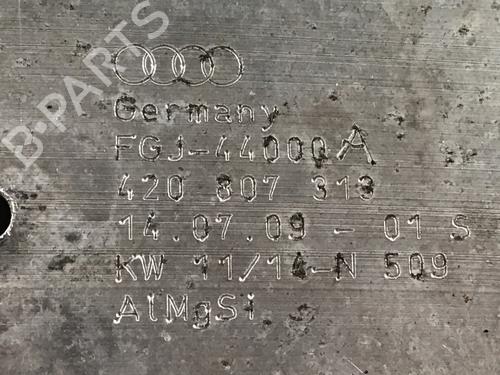 B-PARTS
Germany
FGJ-44000A
420 807 313
14.07.09 - 01 S
KW 11/14-N 509
AlMgSi